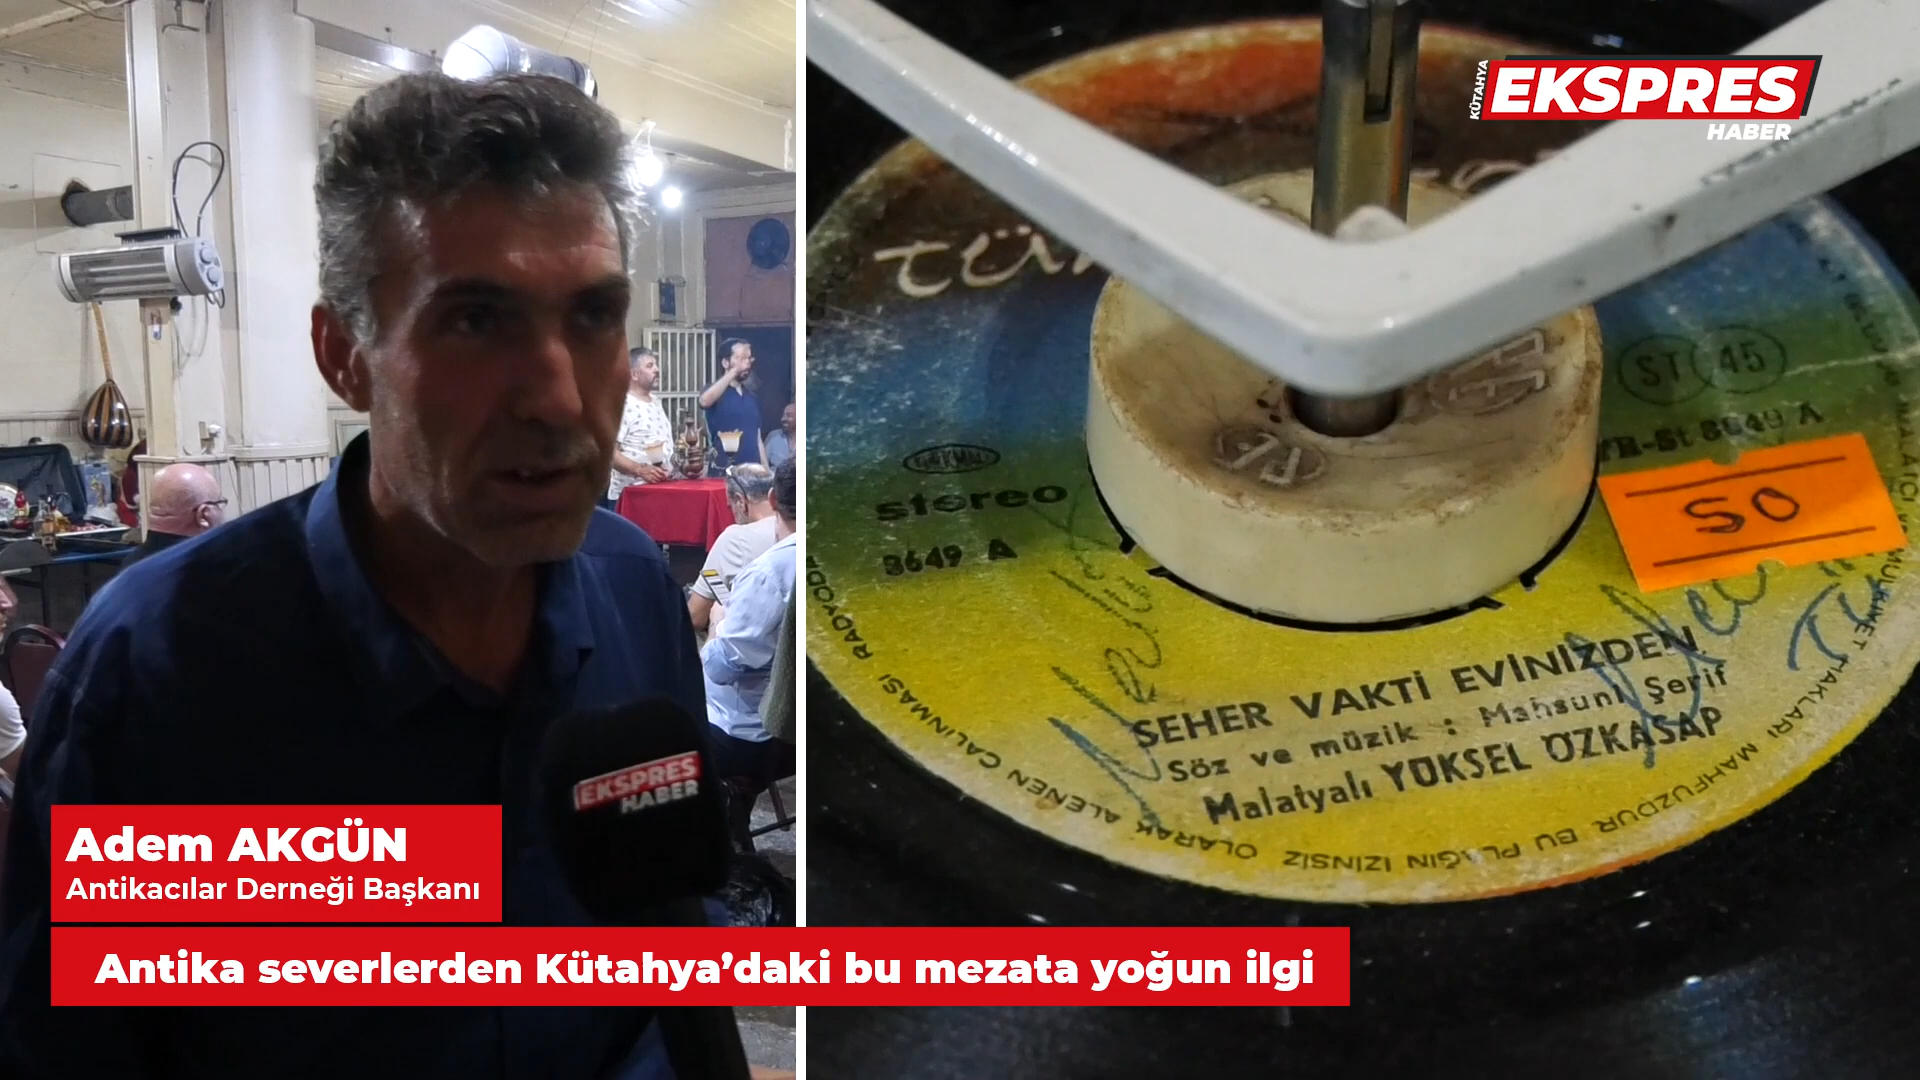 KÜTAHYA
EKSPRES
HABER
ST 45
8649 A
stereo
8649 A
50
SEHER VAKTİ EVİNİZDEN
Söz ve müzik : Mahsuni Şerif
Malatyalı YÜKSEL ÖZKASAP
MAHFUZDUR BU PLAĞIN İZİNSİZ OLARAK ALENEN ÇALINMASI
EKSPRES
HABER
Adem AKGÜN
Antikacılar Derneği Başkanı
Antika severlerden Kütahya’daki bu mezata yoğun ilgi